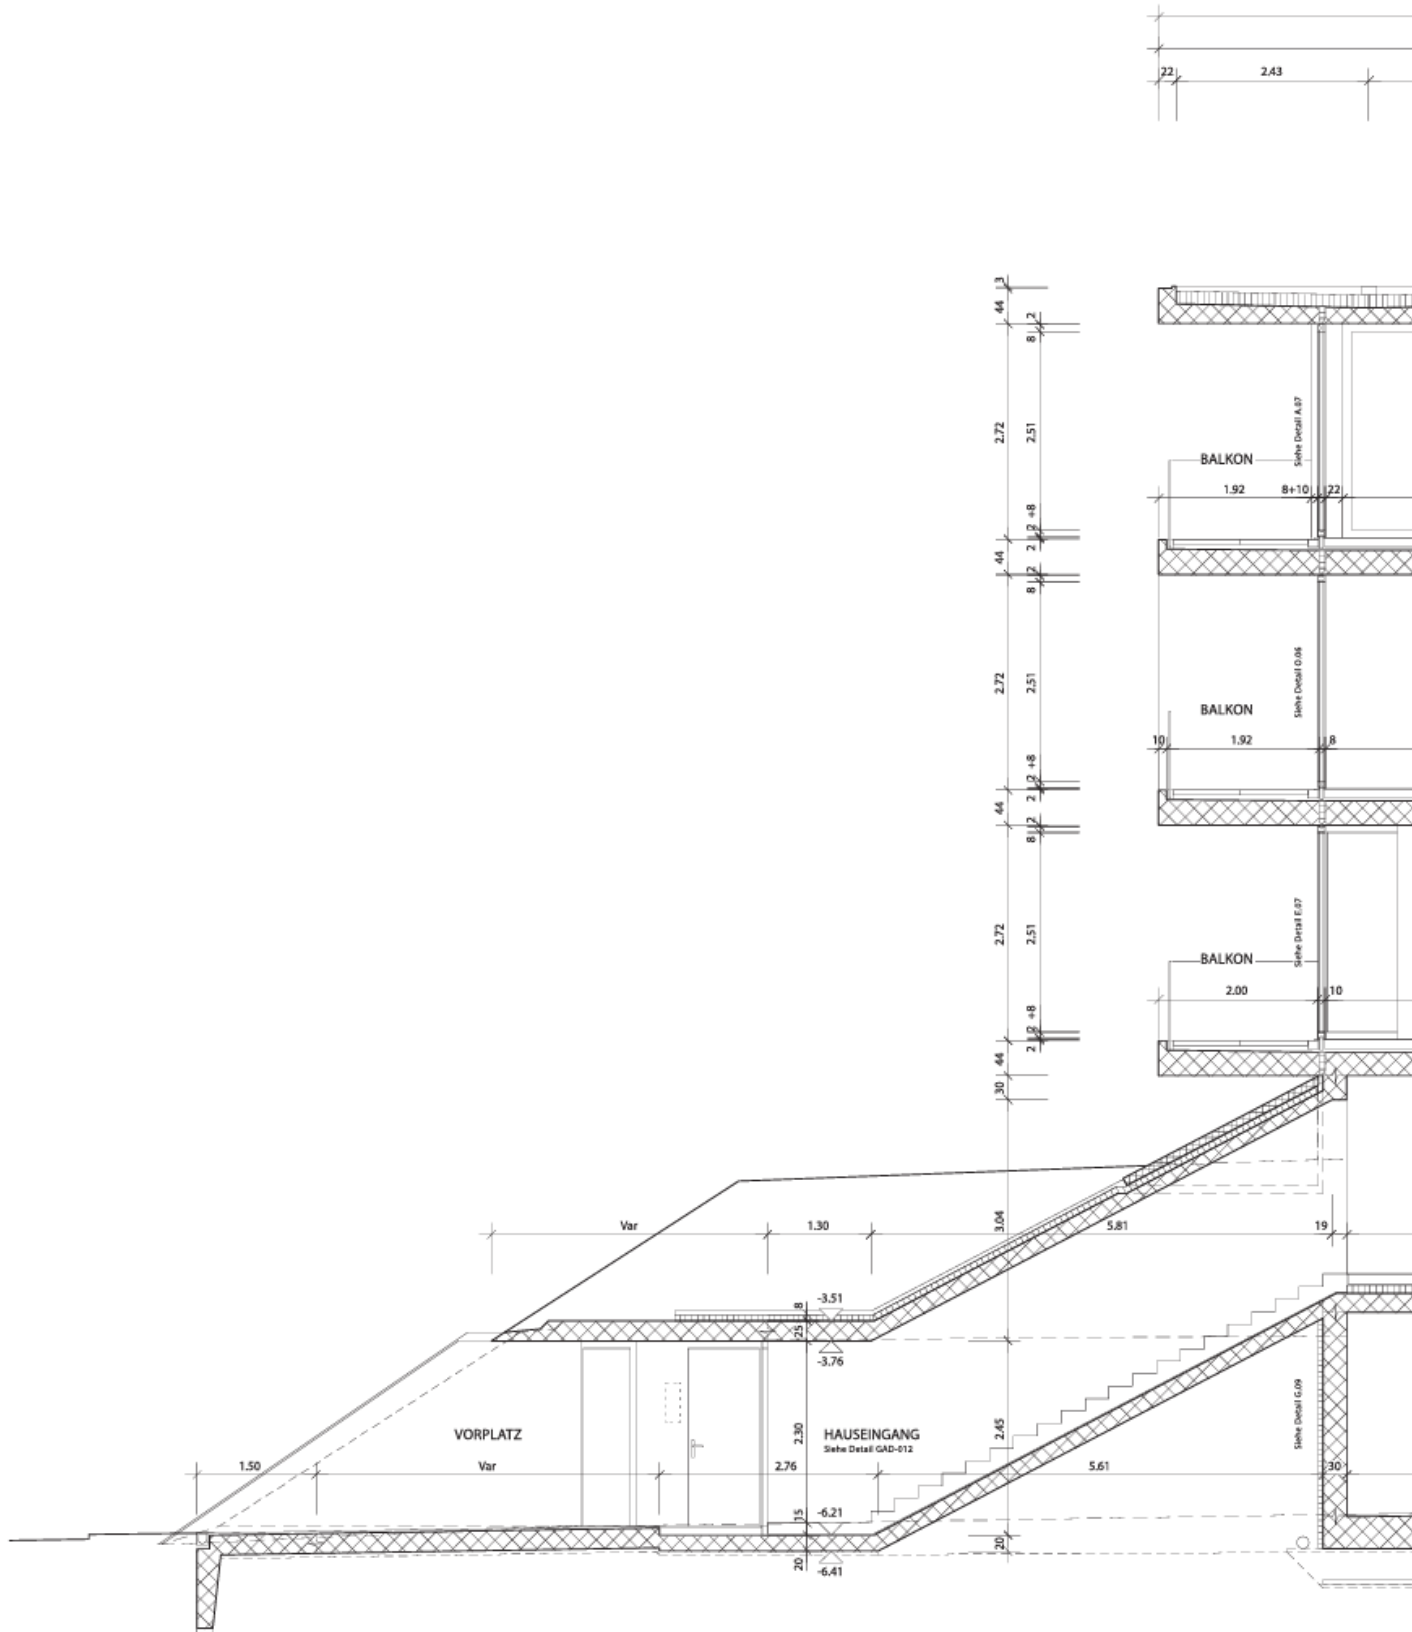 22 2.43
3
44
2
8
2.72
2.51
Siehe Detail A.07
BALKON
1.92 8+10 22
+8
2
2
44
2
8
2.72
2.51
Siehe Detail O.06
BALKON
10 1.92 8
+8
2
2
44
2
8
2.72
2.51
Siehe Detail E.07
BALKON
2.00 10
+8
2
2
44
30
Var 1.30 3.04 5.81 19
8 -3.51
25
-3.76
Siehe Detail G.09
VORPLATZ 2.30 HAUSEINGANG 2.45
Siehe Detail GAD-012
1.50 Var 2.76 5.61 30
15 -6.21
20 -6.41 20